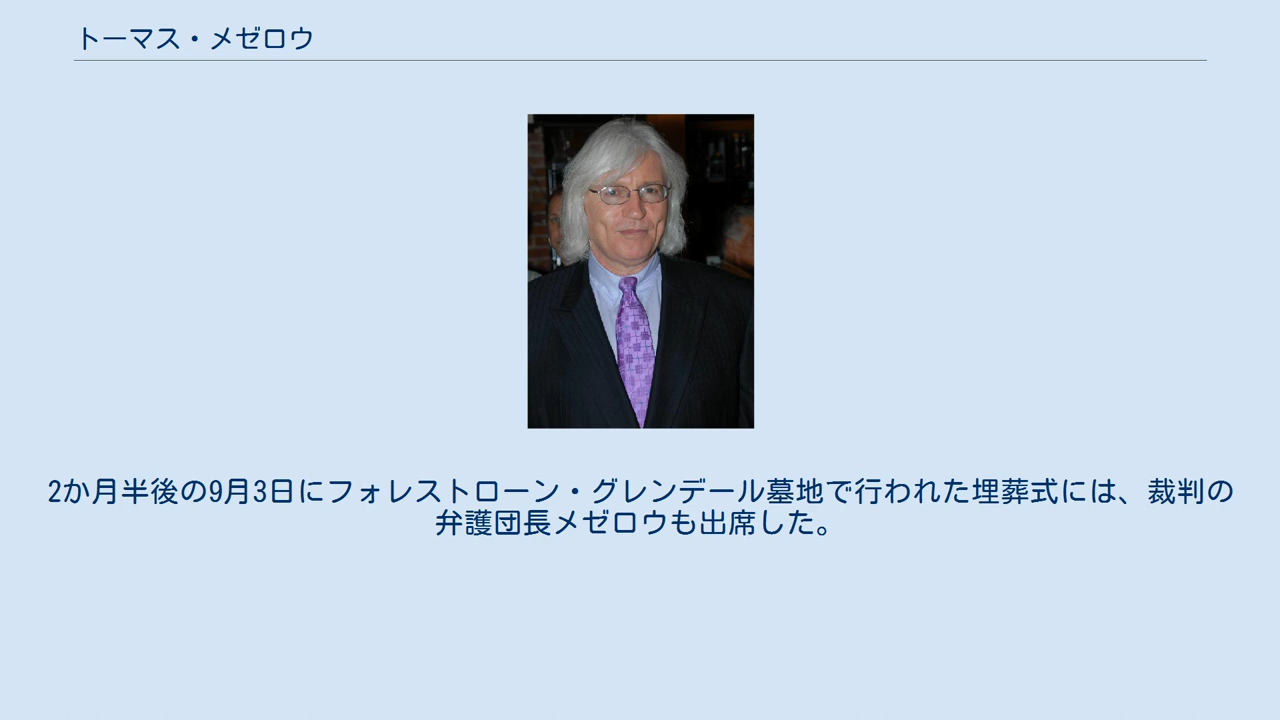 トーマス・メゼロウ
2か月半後の9月3日にフォレストローン・グレンデール墓地で行われた埋葬式には、裁判の
弁護団長メゼロウも出席した。